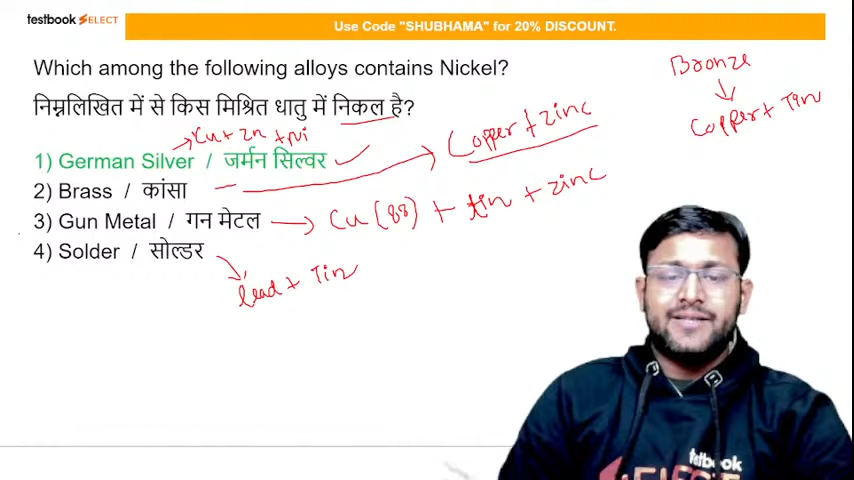 testbook SELECT
Use Code "SHUBHAMA" for 20% DISCOUNT.
Which among the following alloys contains Nickel?
निम्नलिखित में से किस मिश्रित धातु में निकल है?
Bronze
Copper + Tin
Cu + Zn + Ni
Copper + zinc
1) German Silver / जर्मन सिल्वर
2) Brass / कांसा
3) Gun Metal / गन मेटल
Cu (88) + tin + zinc
4) Solder / सोल्डर
lead + Tin
testbook
SELECT